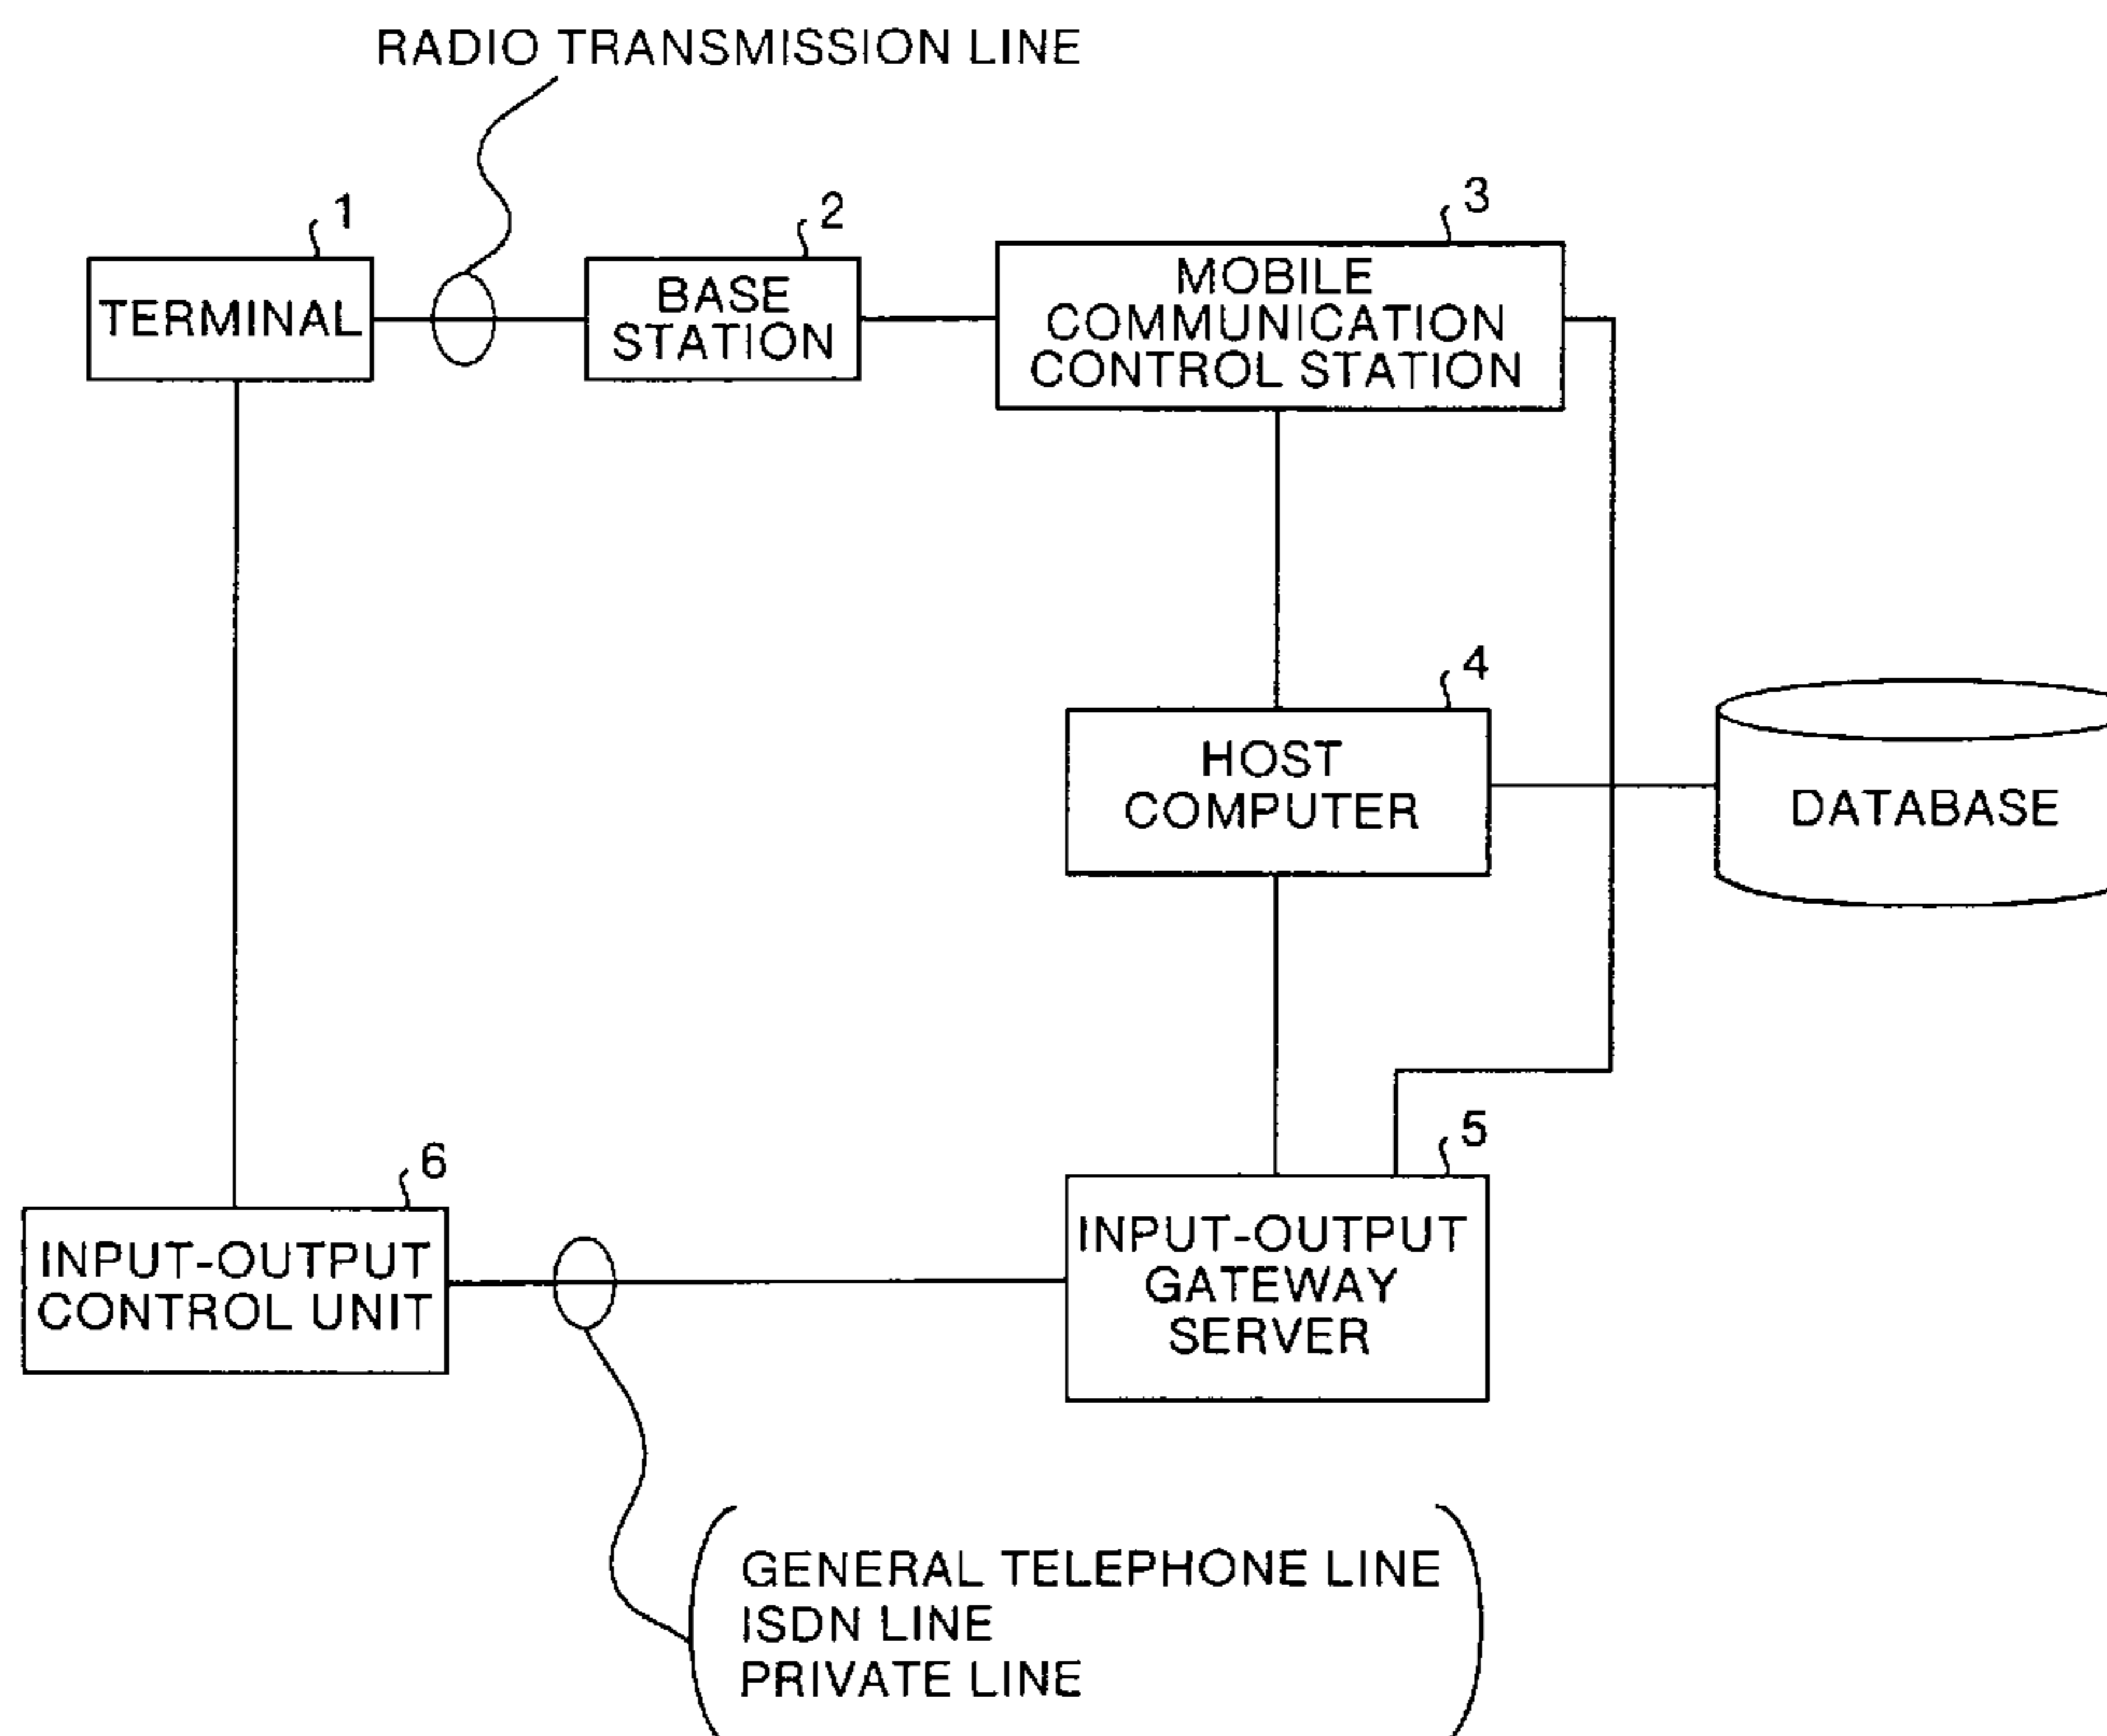 RADIO TRANSMISSION LINE
1
2
3
TERMINAL
BASE
STATION
MOBILE
COMMUNICATION
CONTROL STATION
4
HOST
COMPUTER
DATABASE
5
6
INPUT-OUTPUT
CONTROL UNIT
INPUT-OUTPUT
GATEWAY
SERVER
GENERAL TELEPHONE LINE
ISDN LINE
PRIVATE LINE